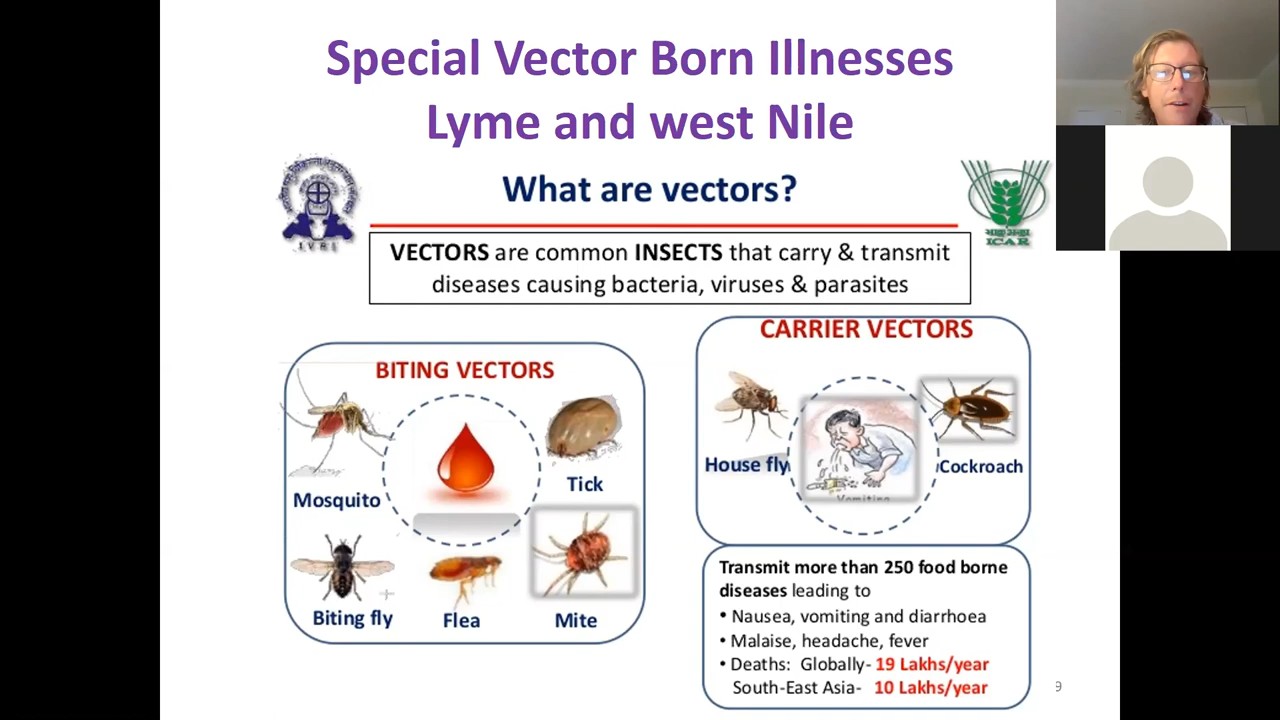 Special Vector Born Illnesses
Lyme and west Nile
What are vectors?
I V R I
ICAR
VECTORS are common INSECTS that carry & transmit
diseases causing bacteria, viruses & parasites
BITING VECTORS
Mosquito
Tick
Biting fly
Flea
Mite
CARRIER VECTORS
House fly
Cockroach
Vomiting
Transmit more than 250 food borne
diseases leading to
• Nausea, vomiting and diarrhoea
• Malaise, headache, fever
• Deaths: Globally- 19 Lakhs/year
South-East Asia- 10 Lakhs/year
9